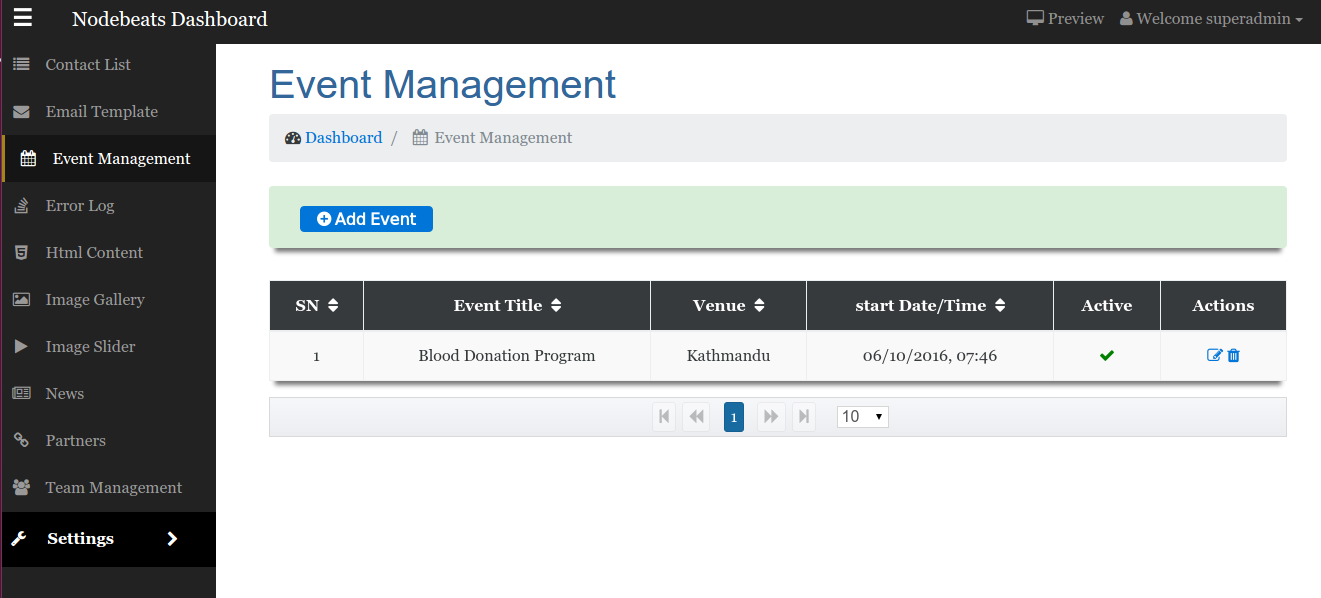 Nodebeats Dashboard
Preview
Welcome superadmin
Contact List
Email Template
Event Management
Error Log
Html Content
Image Gallery
Image Slider
News
Partners
Team Management
Settings
Event Management
Dashboard / Event Management
Add Event
SN Event Title Venue start Date/Time Active Actions
1 Blood Donation Program Kathmandu 06/10/2016, 07:46
1 10